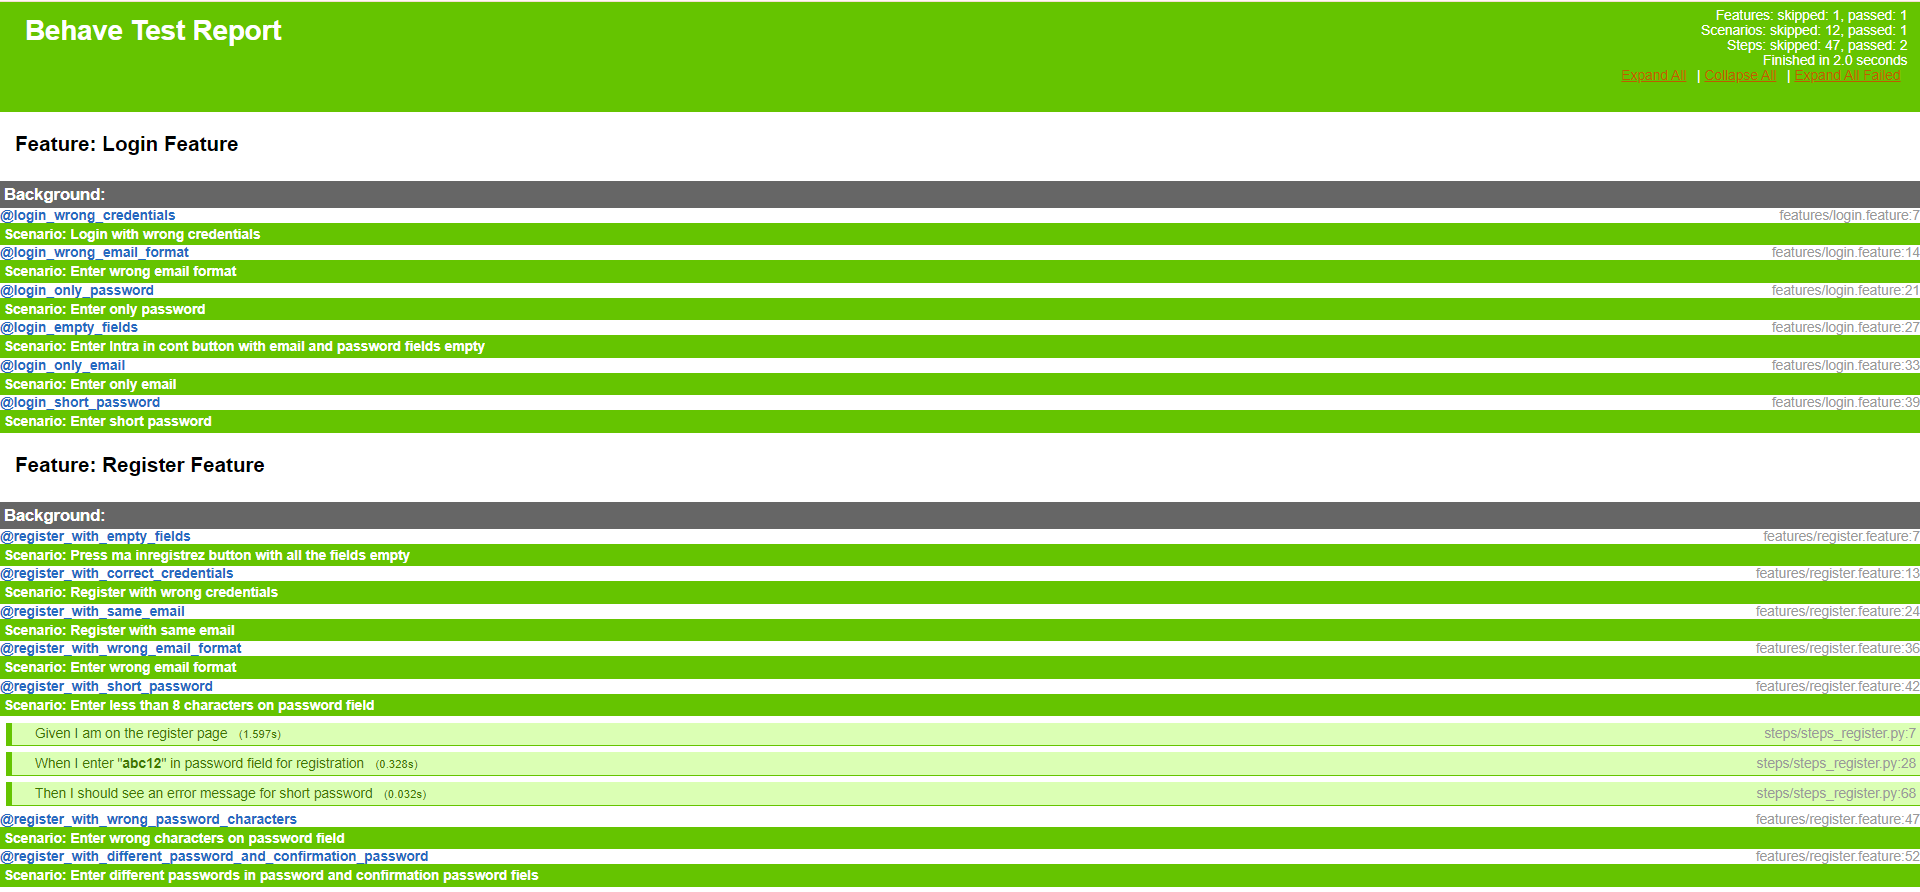 Behave Test Report
Features: skipped: 1, passed: 1
Scenarios: skipped: 12, passed: 1
Steps: skipped: 47, passed: 2
Finished in 2.0 seconds
Expand All | Collapse All | Expand All Failed
Feature: Login Feature
Background:
@login_wrong_credentials features/login.feature:7
Scenario: Login with wrong credentials
@login_wrong_email_format features/login.feature:14
Scenario: Enter wrong email format
@login_only_password features/login.feature:21
Scenario: Enter only password
@login_empty_fields features/login.feature:27
Scenario: Enter Intra in cont button with email and password fields empty
@login_only_email features/login.feature:33
Scenario: Enter only email
@login_short_password features/login.feature:39
Scenario: Enter short password
Feature: Register Feature
Background:
@register_with_empty_fields features/register.feature:7
Scenario: Press ma inregistrez button with all the fields empty
@register_with_correct_credentials features/register.feature:13
Scenario: Register with wrong credentials
@register_with_same_email features/register.feature:24
Scenario: Register with same email
@register_with_wrong_email_format features/register.feature:36
Scenario: Enter wrong email format
@register_with_short_password features/register.feature:42
Scenario: Enter less than 8 characters on password field
Given I am on the register page (1.597s) steps/steps_register.py:7
When I enter "abc12" in password field for registration (0.328s) steps/steps_register.py:28
Then I should see an error message for short password (0.032s) steps/steps_register.py:68
@register_with_wrong_password_characters features/register.feature:47
Scenario: Enter wrong characters on password field
@register_with_different_password_and_confirmation_password features/register.feature:52
Scenario: Enter different passwords in password and confirmation password fiels